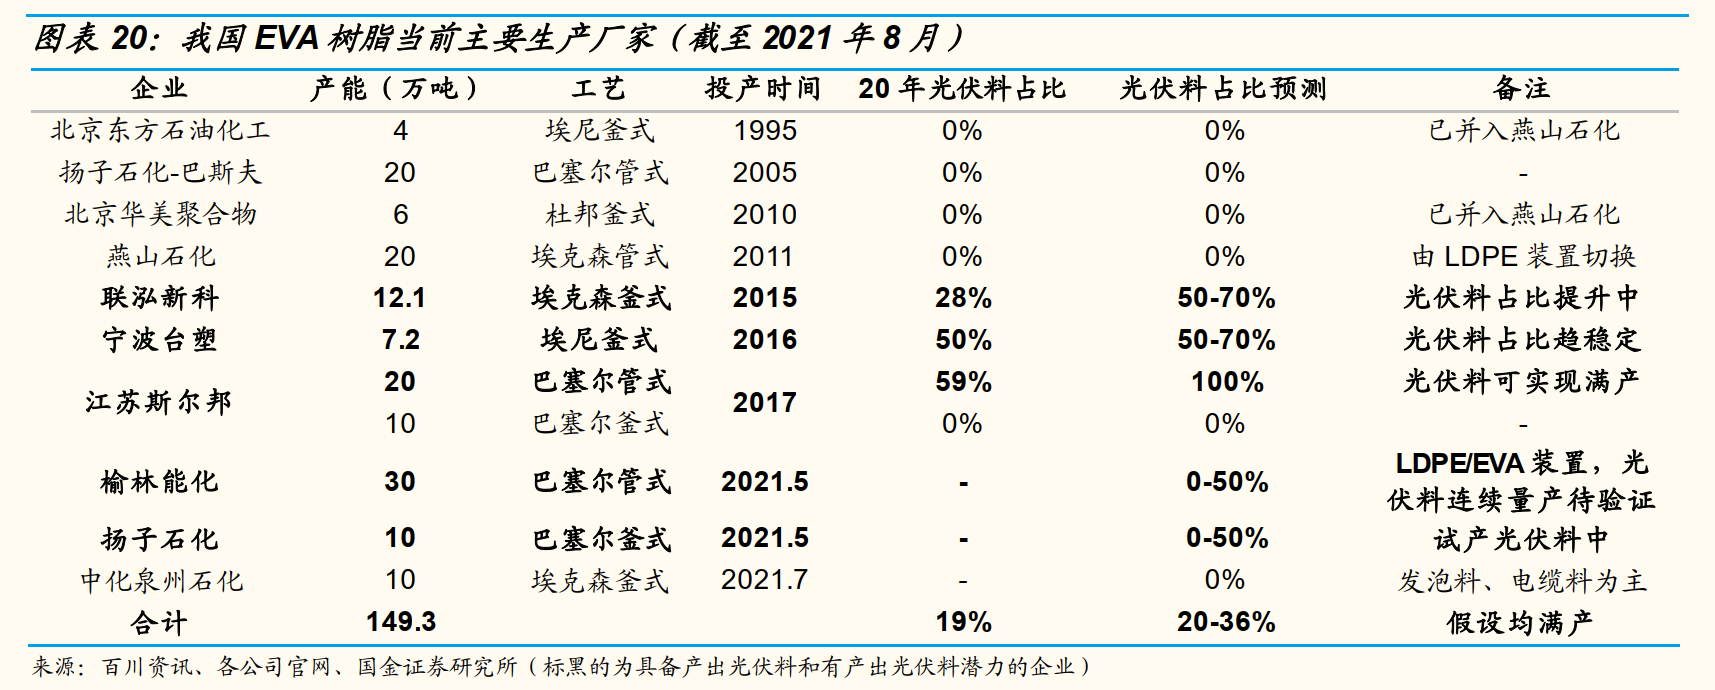 图表 20：我国 EVA 树脂当前主要生产厂家（截至 2021 年 8 月）
企业 产能（万吨） 工艺 投产时间 20 年光伏料占比 光伏料占比预测 备注
北京东方石油化工 4 埃尼釜式 1995 0% 0% 已并入燕山石化
扬子石化-巴斯夫 20 巴塞尔管式 2005 0% 0% -
北京华美聚合物 6 杜邦釜式 2010 0% 0% 已并入燕山石化
燕山石化 20 埃克森管式 2011 0% 0% 由 LDPE 装置切换
联泓新科 12.1 埃克森釜式 2015 28% 50-70% 光伏料占比提升中
宁波台塑 7.2 埃尼釜式 2016 50% 50-70% 光伏料占比趋稳定
江苏斯尔邦 20 巴塞尔管式 2017 59% 100% 光伏料可实现满产
10 巴塞尔釜式 0% 0% -
榆林能化 30 巴塞尔管式 2021.5 - 0-50% LDPE/EVA 装置，光
伏料连续量产待验证
扬子石化 10 巴塞尔釜式 2021.5 - 0-50% 试产光伏料中
中化泉州石化 10 埃克森釜式 2021.7 - 0% 发泡料、电缆料为主
合计 149.3 19% 20-36% 假设均满产
来源：百川资讯、各公司官网、国金证券研究所（标黑的为具备产出光伏料和有产出光伏料潜力的企业）